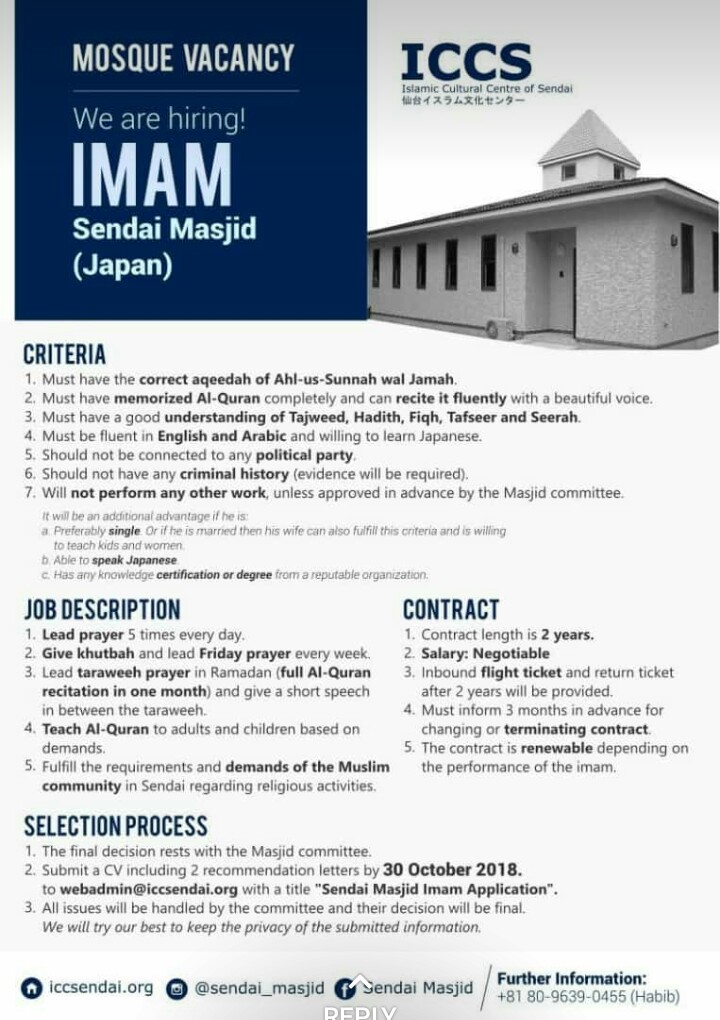 MOSQUE VACANCY
We are hiring!
IMAM
Sendai Masjid
(Japan)
ICCS
Islamic Cultural Centre of Sendai
仙台イスラム文化センター
CRITERIA
1. Must have the correct aqeedah of Ahl-us-Sunnah wal Jamah.
2. Must have memorized Al-Quran completely and can recite it fluently with a beautiful voice.
3. Must have a good understanding of Tajweed, Hadith, Fiqh, Tafseer and Seerah.
4. Must be fluent in English and Arabic and willing to learn Japanese.
5. Should not be connected to any political party.
6. Should not have any criminal history (evidence will be required).
7. Will not perform any other work, unless approved in advance by the Masjid committee.
It will be an additional advantage if he is:
a. Preferably single. Or if he is married then his wife can also fulfill this criteria and is willing
to teach kids and women.
b. Able to speak Japanese.
c. Has any knowledge certification or degree from a reputable organization.
JOB DESCRIPTION
1. Lead prayer 5 times every day.
2. Give khutbah and lead Friday prayer every week.
3. Lead taraweeh prayer in Ramadan (full Al-Quran
recitation in one month) and give a short speech
in between the taraweeh.
4. Teach Al-Quran to adults and children based on
demands.
5. Fulfill the requirements and demands of the Muslim
community in Sendai regarding religious activities.
CONTRACT
1. Contract length is 2 years.
2. Salary: Negotiable
3. Inbound flight ticket and return ticket
after 2 years will be provided.
4. Must inform 3 months in advance for
changing or terminating contract.
5. The contract is renewable depending on
the performance of the imam.
SELECTION PROCESS
1. The final decision rests with the Masjid committee.
2. Submit a CV including 2 recommendation letters by 30 October 2018.
to webadmin@iccsendai.org with a title "Sendai Masjid Imam Application".
3. All issues will be handled by the committee and their decision will be final.
We will try our best to keep the privacy of the submitted information.
iccsendai.org @sendai_masjid Sendai Masjid
Further Information:
+81 80-9639-0455 (Habib)
REPLY